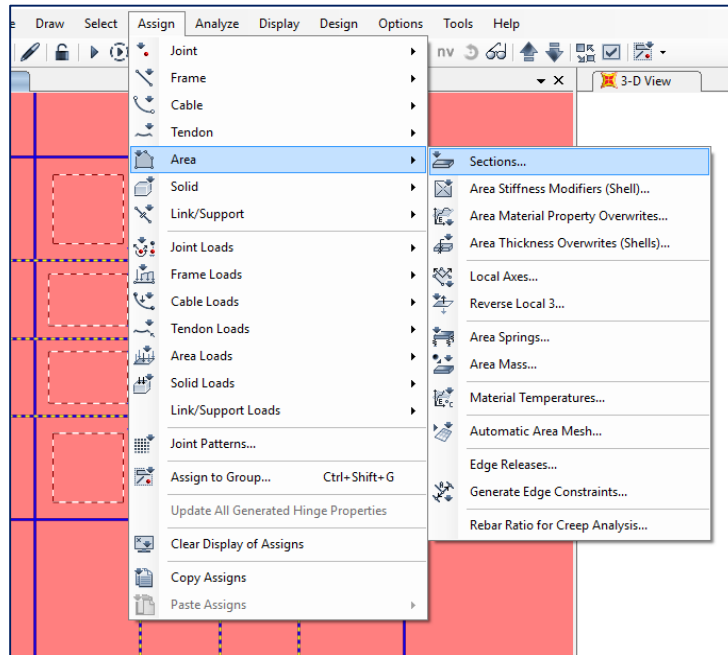 e Draw Select Assign Analyze Display Design Options Tools Help
nv
3-D View
Joint
Frame
Cable
Tendon
Area
Solid
Link/Support
Joint Loads
Frame Loads
Cable Loads
Tendon Loads
Area Loads
Solid Loads
Link/Support Loads
Joint Patterns...
Assign to Group... Ctrl+Shift+G
Update All Generated Hinge Properties
Clear Display of Assigns
Copy Assigns
Paste Assigns
Sections...
Area Stiffness Modifiers (Shell)...
Area Material Property Overwrites...
Area Thickness Overwrites (Shells)...
Local Axes...
Reverse Local 3...
Area Springs...
Area Mass...
Material Temperatures...
Automatic Area Mesh...
Edge Releases...
Generate Edge Constraints...
Rebar Ratio for Creep Analysis...